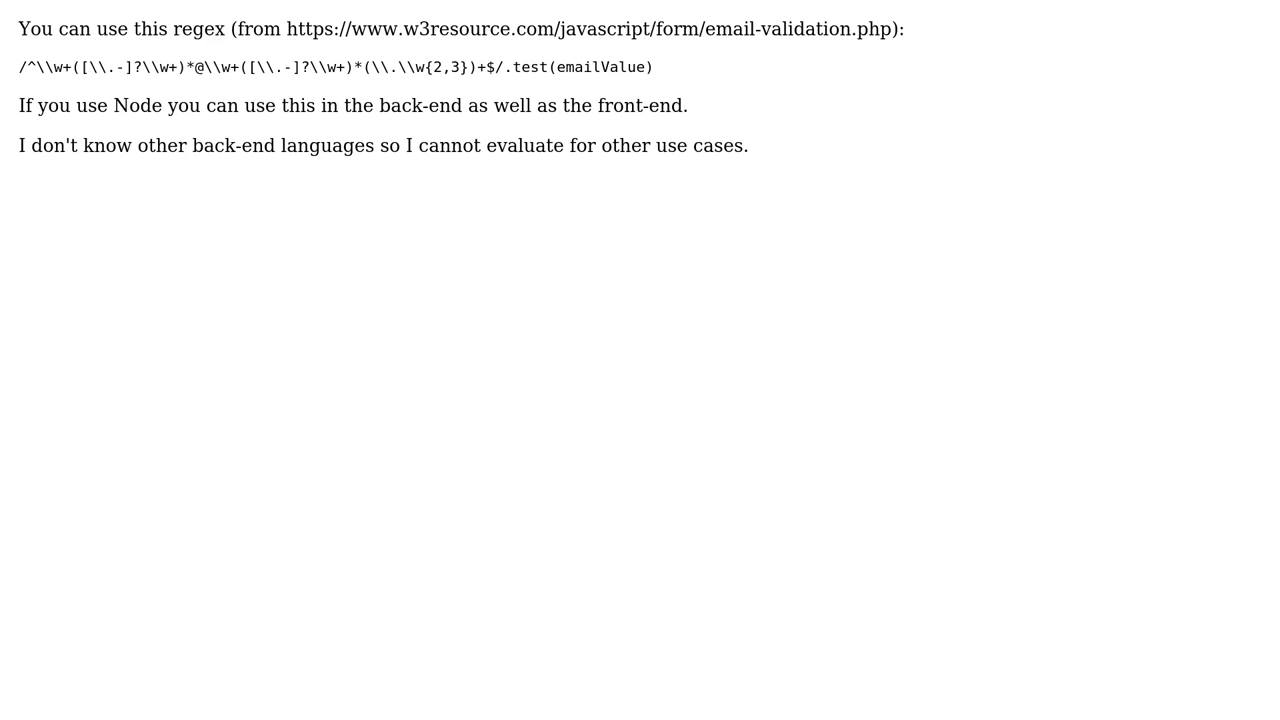 You can use this regex (from https://www.w3resource.com/javascript/form/email-validation.php):
/^\\w+([\\.-]?\\w+)*@\\w+([\\.-]?\\w+)*(\\.\\w{2,3})+$/.test(emailValue)
If you use Node you can use this in the back-end as well as the front-end.
I don't know other back-end languages so I cannot evaluate for other use cases.